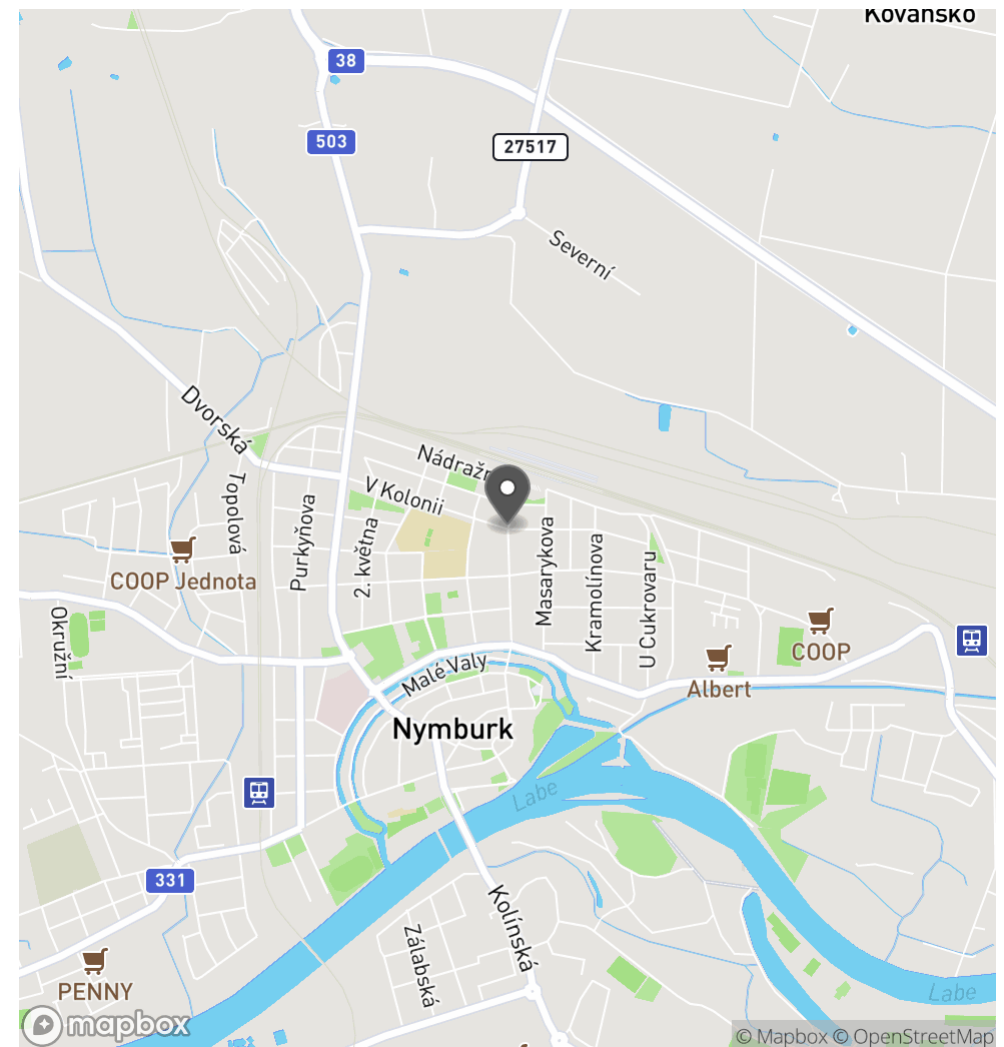 Kovansko
38
503
27517
Severní
Dvorská
Nádražn
V Kolonii
Topolová
Purkyňova
2. května
Masarykova
Kramolínova
U Cukrovaru
COOP Jednota
Okružní
COOP
Albert
Malé Valy
Nymburk
Labe
331
Kolínská
Zálabská
PENNY
Labe
mapbox
© Mapbox © OpenStreetMap